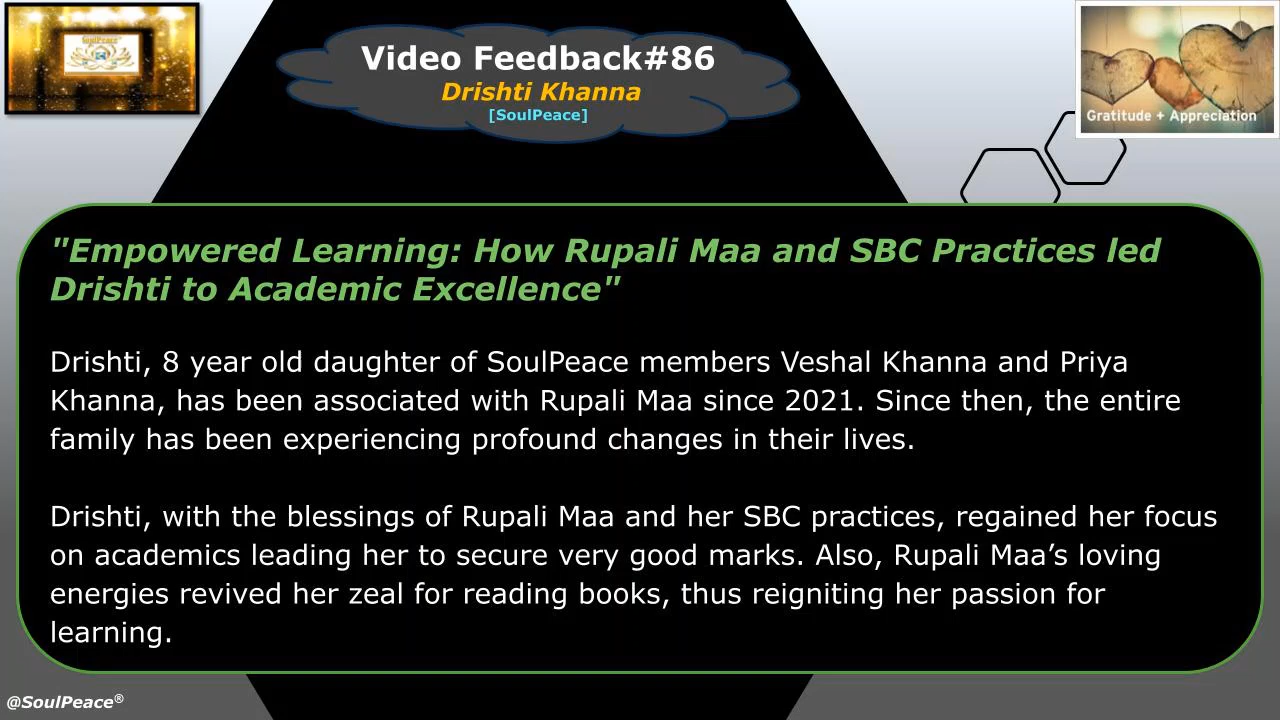 SoulPeace
Video Feedback#86
Drishti Khanna
[SoulPeace]
Gratitude + Appreciation
"Empowered Learning: How Rupali Maa and SBC Practices led
Drishti to Academic Excellence"
Drishti, 8 year old daughter of SoulPeace members Veshal Khanna and Priya
Khanna, has been associated with Rupali Maa since 2021. Since then, the entire
family has been experiencing profound changes in their lives.
Drishti, with the blessings of Rupali Maa and her SBC practices, regained her focus
on academics leading her to secure very good marks. Also, Rupali Maa’s loving
energies revived her zeal for reading books, thus reigniting her passion for
learning.
@SoulPeace®